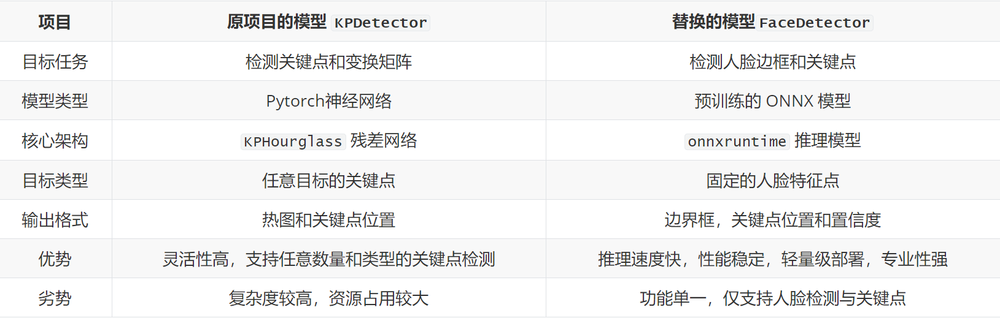 项目 原项目的模型 KPDetector 替换的模型 FaceDetector
目标任务 检测关键点和变换矩阵 检测人脸边框和关键点
模型类型 Pytorch神经网络 预训练的 ONNX 模型
核心架构 KPHourglass 残差网络 onnxruntime 推理模型
目标类型 任意目标的关键点 固定的人脸特征点
输出格式 热图和关键点位置 边界框，关键点位置和置信度
优势 灵活性高，支持任意数量和类型的关键点检测 推理速度快，性能稳定，轻量级部署，专业性强
劣势 复杂度较高，资源占用较大 功能单一，仅支持人脸检测与关键点